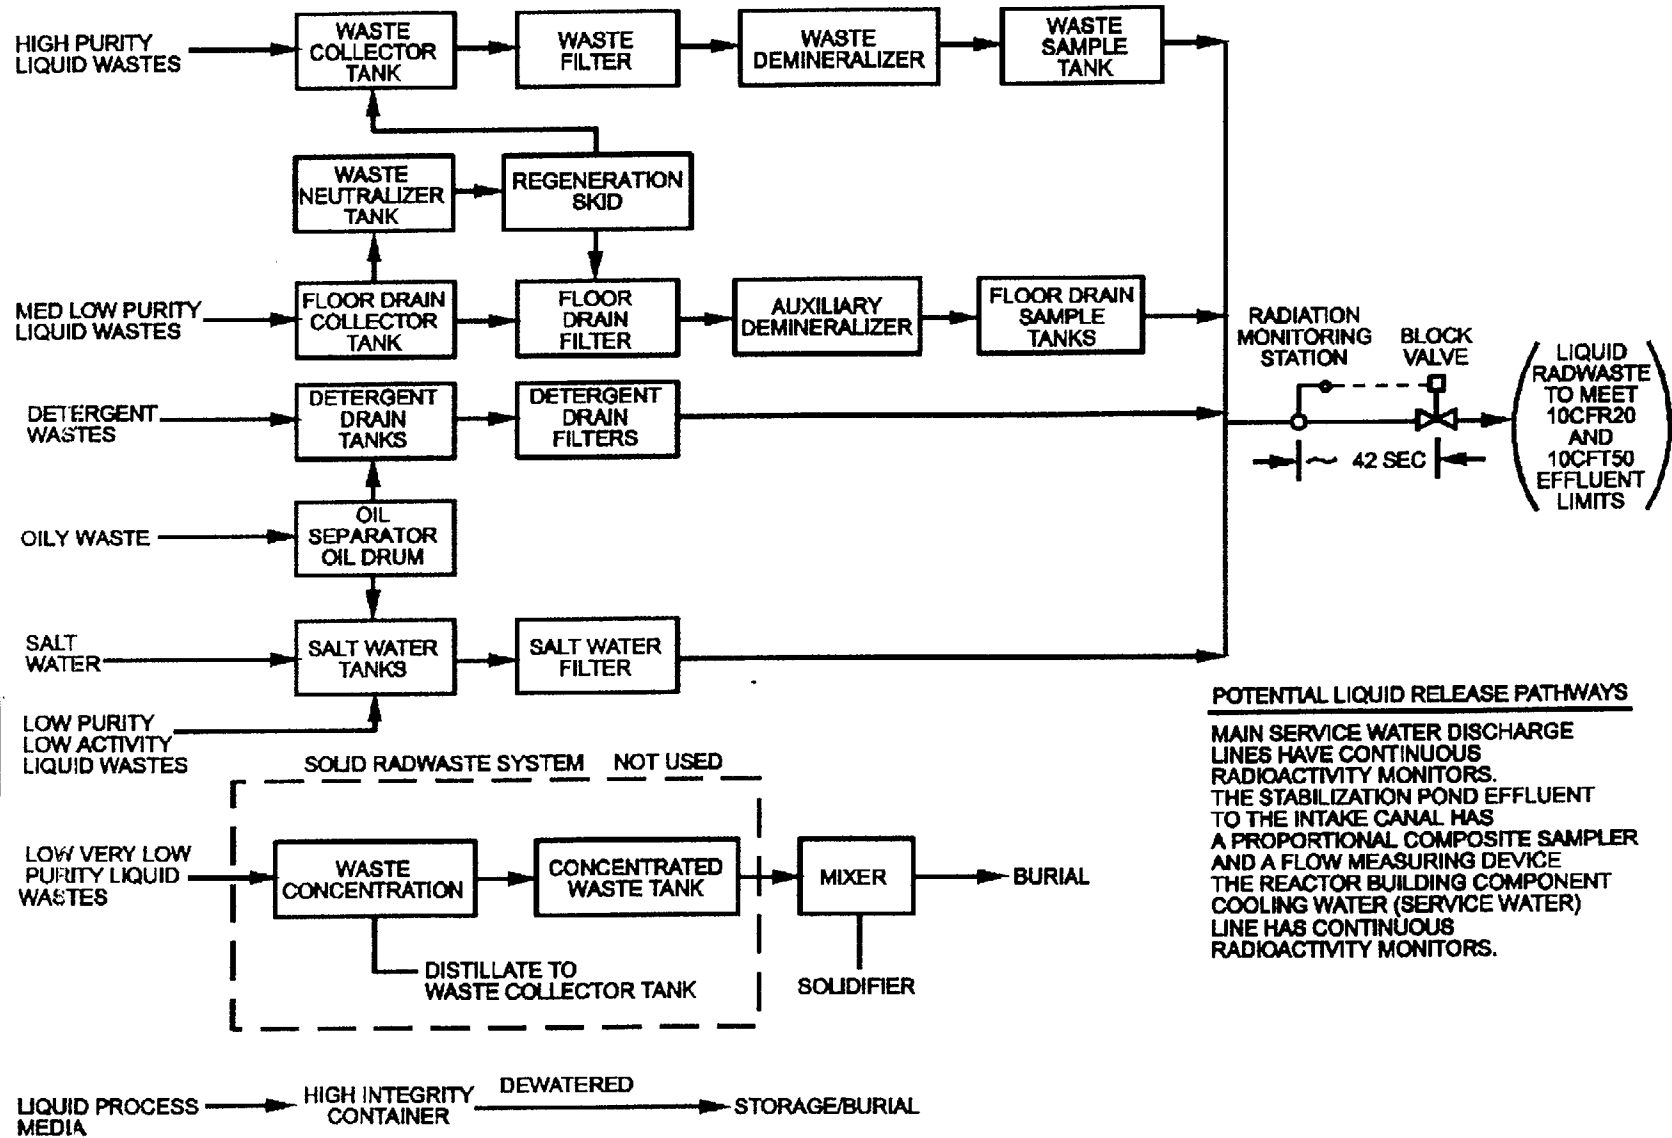 HIGH PURITY
LIQUID WASTES
WASTE
COLLECTOR
TANK
WASTE
FILTER
WASTE
DEMINERALIZER
WASTE
SAMPLE
TANK
WASTE
NEUTRALIZER
TANK
REGENERATION
SKID
MED LOW PURITY
LIQUID WASTES
FLOOR DRAIN
COLLECTOR
TANK
FLOOR
DRAIN
FILTER
AUXILIARY
DEMINERALIZER
FLOOR DRAIN
SAMPLE
TANKS
RADIATION
MONITORING
STATION
BLOCK
VALVE
LIQUID
RADWASTE
TO MEET
10CFR20
AND
10CFT50
EFFLUENT
LIMITS
~ 42 SEC
DETERGENT
WASTES
DETERGENT
DRAIN
TANKS
DETERGENT
DRAIN
FILTERS
OILY WASTE
OIL
SEPARATOR
OIL DRUM
SALT
WATER
SALT WATER
TANKS
SALT WATER
FILTER
LOW PURITY
LOW ACTIVITY
LIQUID WASTES
POTENTIAL LIQUID RELEASE PATHWAYS
MAIN SERVICE WATER DISCHARGE
LINES HAVE CONTINUOUS
RADIOACTIVITY MONITORS.
THE STABILIZATION POND EFFLUENT
TO THE INTAKE CANAL HAS
A PROPORTIONAL COMPOSITE SAMPLER
AND A FLOW MEASURING DEVICE
THE REACTOR BUILDING COMPONENT
COOLING WATER (SERVICE WATER)
LINE HAS CONTINUOUS
RADIOACTIVITY MONITORS.
SOLID RADWASTE SYSTEM NOT USED
LOW VERY LOW
PURITY LIQUID
WASTES
WASTE
CONCENTRATION
CONCENTRATED
WASTE TANK
MIXER
BURIAL
DISTILLATE TO
WASTE COLLECTOR TANK
SOLIDIFIER
LIQUID PROCESS
MEDIA
HIGH INTEGRITY
CONTAINER
DEWATERED
STORAGE/BURIAL